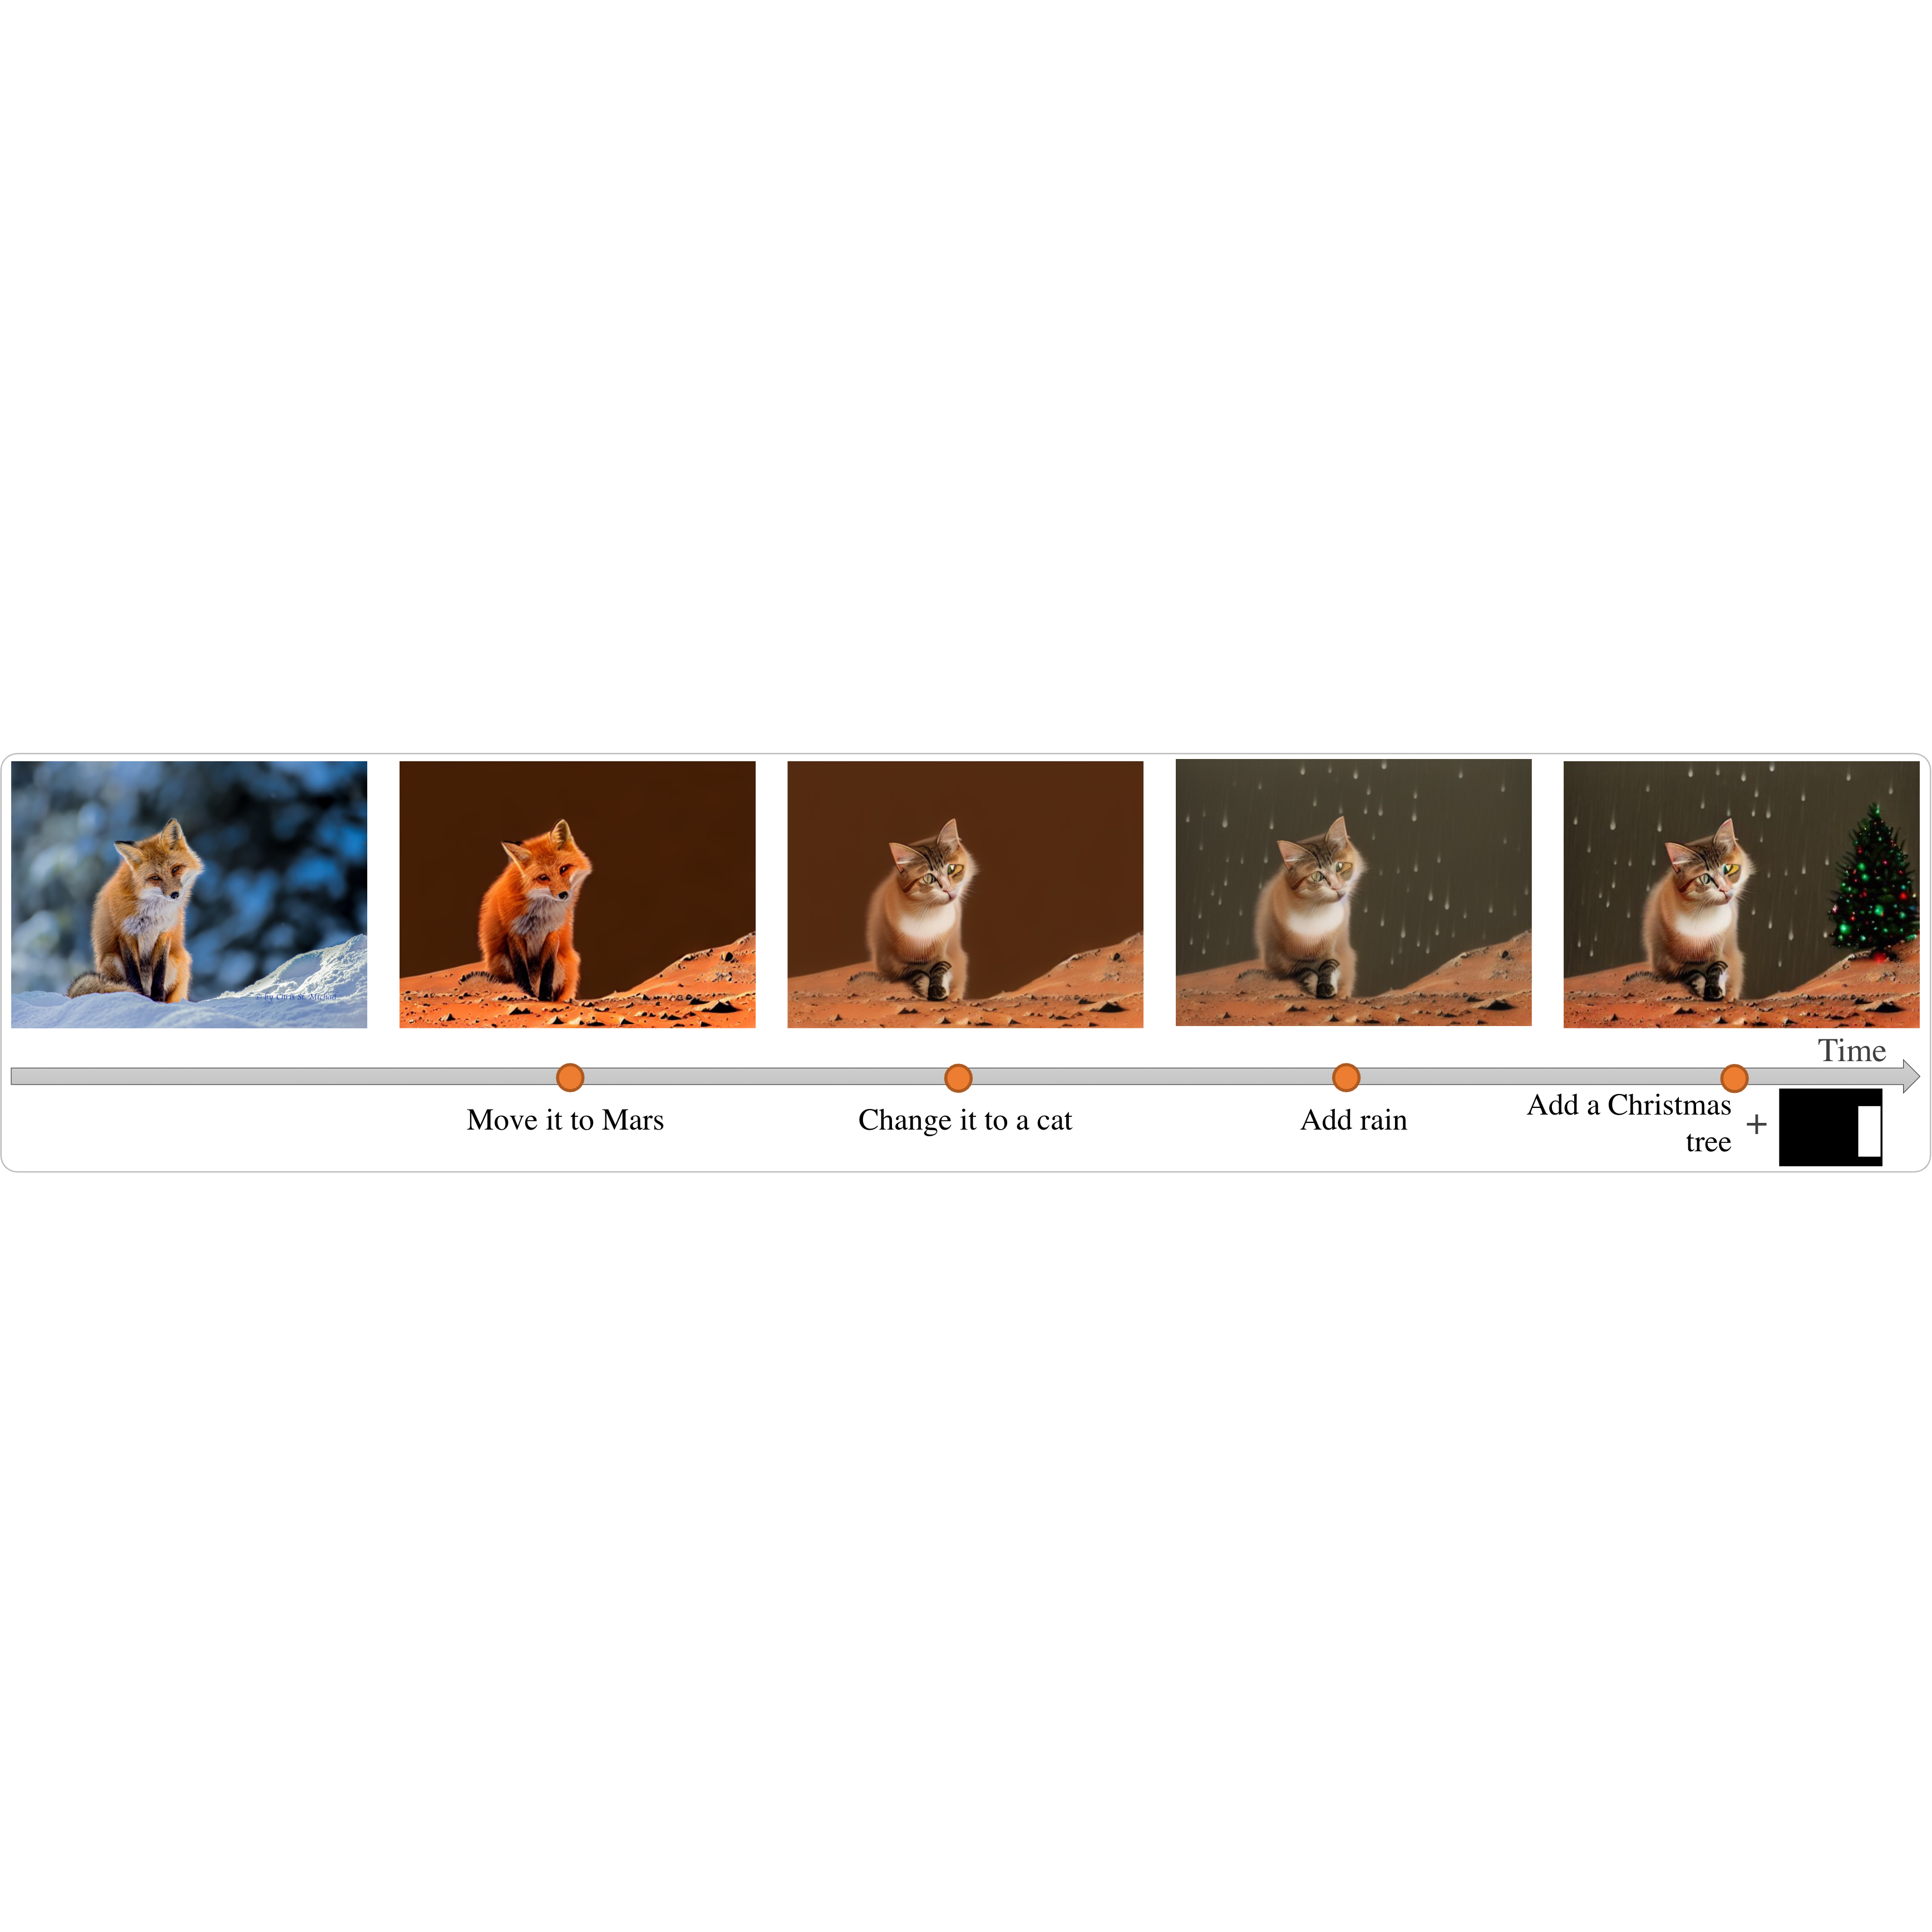 Time
Move it to Mars
Change it to a cat
Add rain
Add a Christmas
tree
+